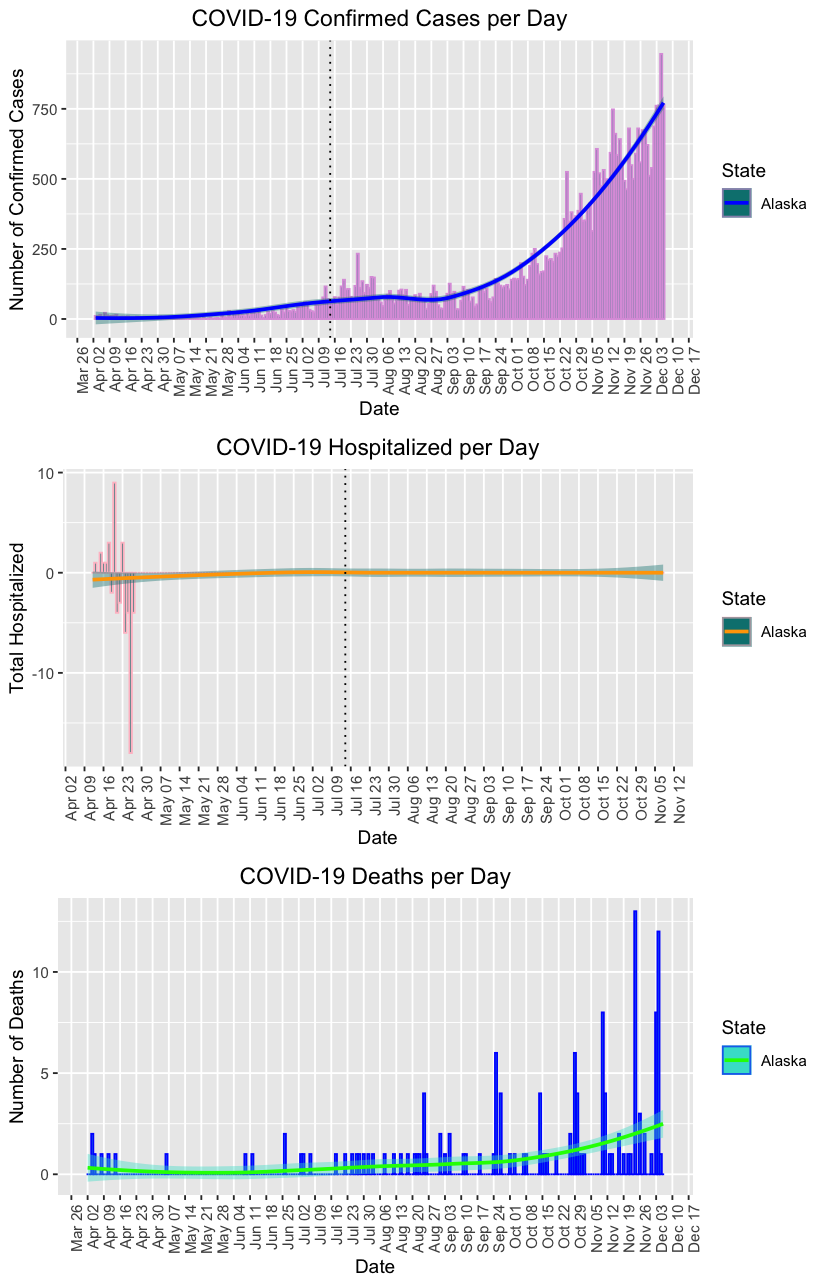 COVID-19 Confirmed Cases per Day
Number of Confirmed Cases
750
500
250
0
Mar 26
Apr 02
Apr 09
Apr 16
Apr 23
Apr 30
May 07
May 14
May 21
May 28
Jun 04
Jun 11
Jun 18
Jun 25
Jul 02
Jul 09
Jul 16
Jul 23
Jul 30
Aug 06
Aug 13
Aug 20
Aug 27
Sep 03
Sep 10
Sep 17
Sep 24
Oct 01
Oct 08
Oct 15
Oct 22
Oct 29
Nov 05
Nov 12
Nov 19
Nov 26
Dec 03
Dec 10
Dec 17
Date
State
Alaska
COVID-19 Hospitalized per Day
Total Hospitalized
10
0
-10
Apr 02
Apr 09
Apr 16
Apr 23
Apr 30
May 07
May 14
May 21
May 28
Jun 04
Jun 11
Jun 18
Jun 25
Jul 02
Jul 09
Jul 16
Jul 23
Jul 30
Aug 06
Aug 13
Aug 20
Aug 27
Sep 03
Sep 10
Sep 17
Sep 24
Oct 01
Oct 08
Oct 15
Oct 22
Oct 29
Nov 05
Nov 12
Date
State
Alaska
COVID-19 Deaths per Day
Number of Deaths
10
5
0
Mar 26
Apr 02
Apr 09
Apr 16
Apr 23
Apr 30
May 07
May 14
May 21
May 28
Jun 04
Jun 11
Jun 18
Jun 25
Jul 02
Jul 09
Jul 16
Jul 23
Jul 30
Aug 06
Aug 13
Aug 20
Aug 27
Sep 03
Sep 10
Sep 17
Sep 24
Oct 01
Oct 08
Oct 15
Oct 22
Oct 29
Nov 05
Nov 12
Nov 19
Nov 26
Dec 03
Dec 10
Dec 17
Date
State
Alaska